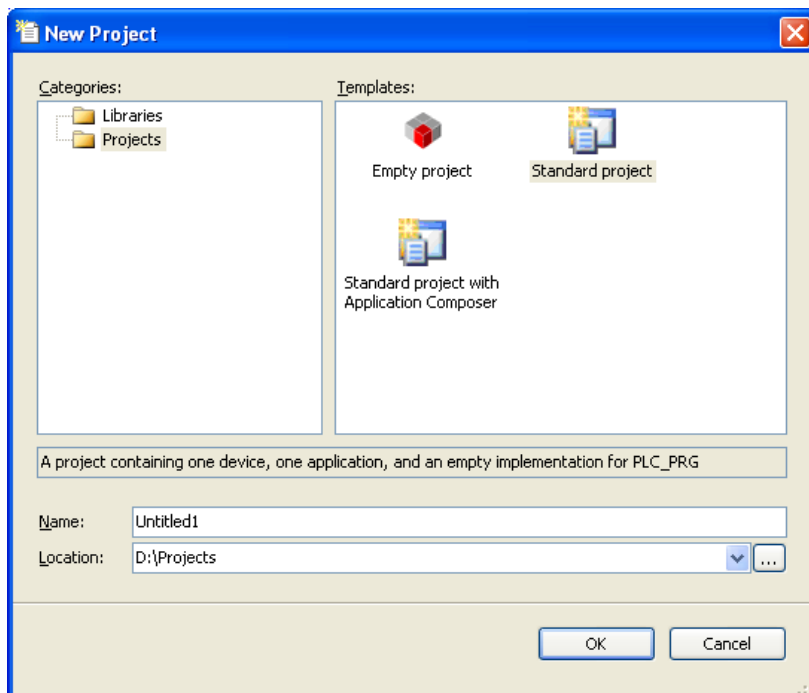 New Project
Categories:
Libraries
Projects
Templates:
Empty project
Standard project
Standard project with
Application Composer
A project containing one device, one application, and an empty implementation for PLC_PRG
Name:
Untitled1
Location:
D:\Projects
...
OK
Cancel